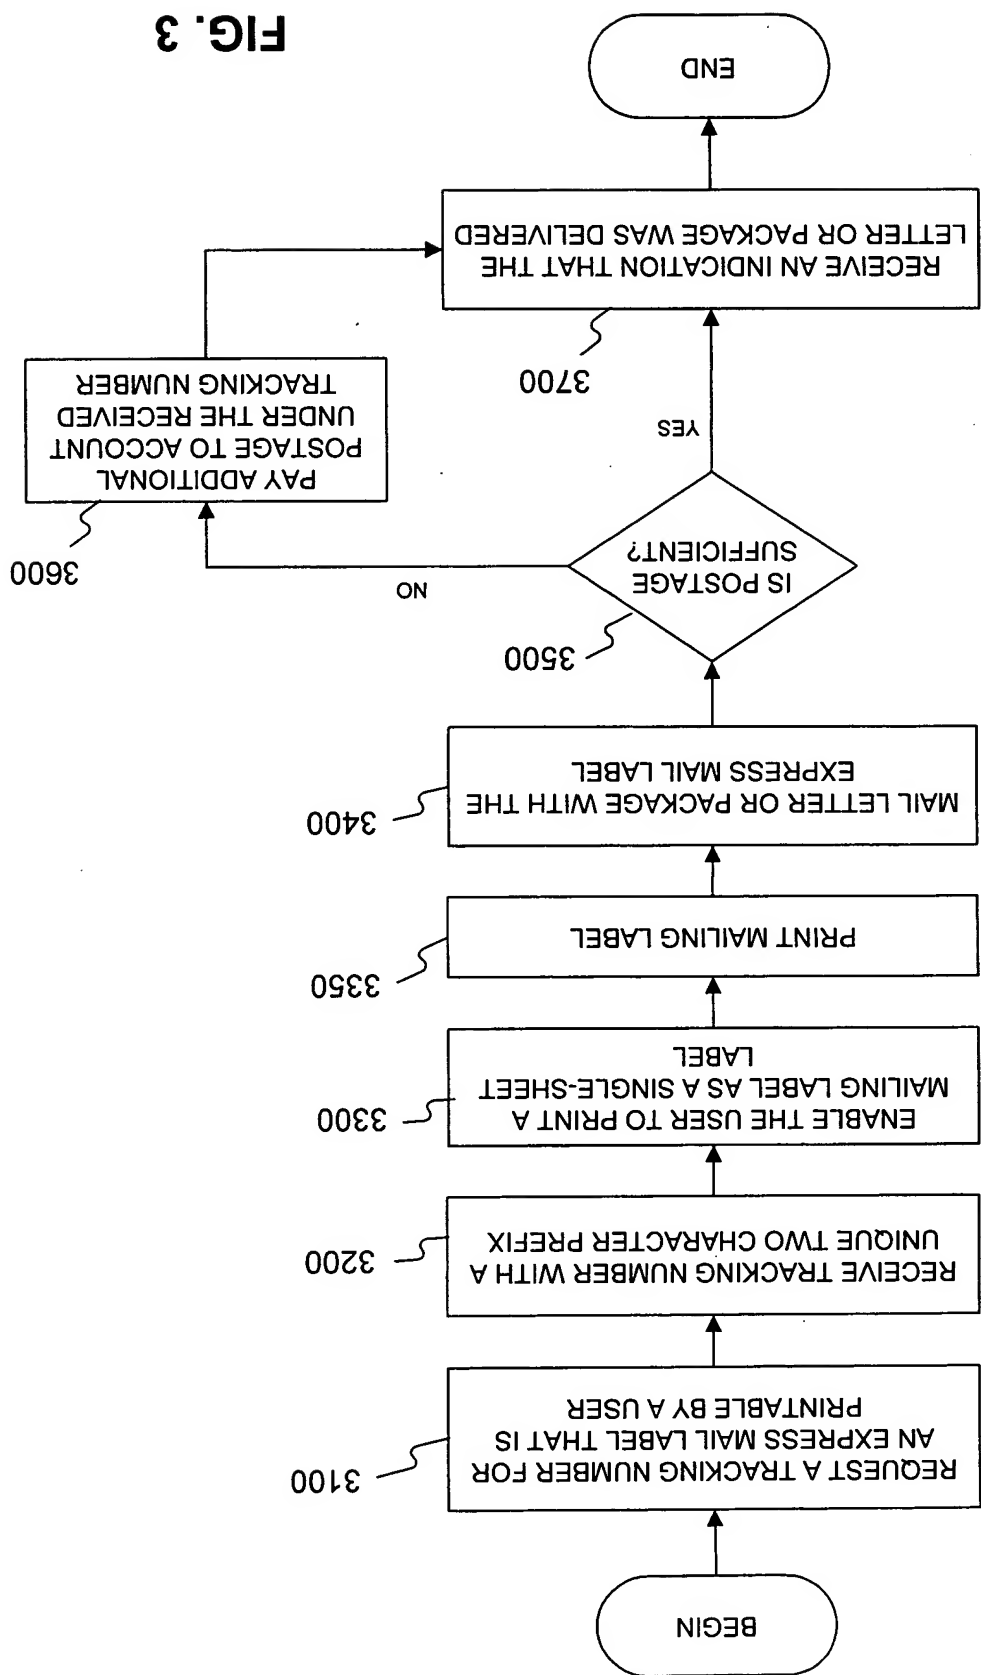 BEGIN
REQUEST A TRACKING NUMBER FOR
AN EXPRESS MAIL LABEL THAT IS
PRINTABLE BY A USER
3100
RECEIVE TRACKING NUMBER WITH A
UNIQUE TWO CHARACTER PREFIX
3200
ENABLE THE USER TO PRINT A
MAILING LABEL AS A SINGLE-SHEET
LABEL
3300
PRINT MAILING LABEL
3350
MAIL LETTER OR PACKAGE WITH THE
EXPRESS MAIL LABEL
3400
IS POSTAGE
SUFFICIENT?
3500
NO
YES
PAY ADDITIONAL
POSTAGE TO ACCOUNT
UNDER THE RECEIVED
TRACKING NUMBER
3600
RECEIVE AN INDICATION THAT THE
LETTER OR PACKAGE WAS DELIVERED
3700
END
FIG. 3